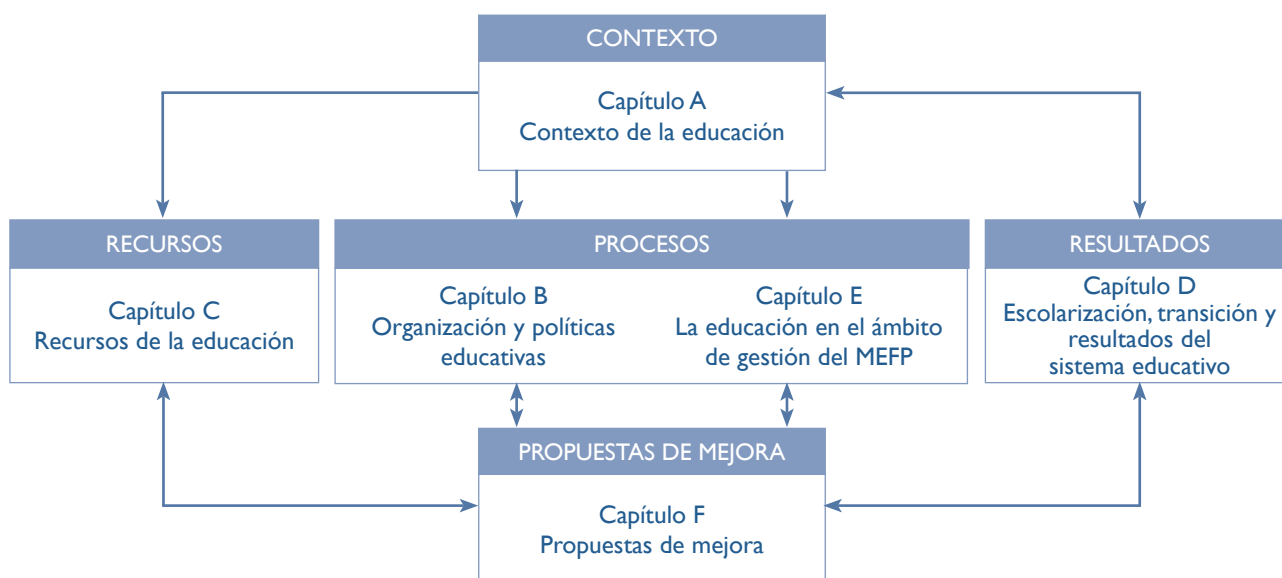 CONTEXTO
Capítulo A
Contexto de la educación
RECURSOS
Capítulo C
Recursos de la educación
PROCESOS
Capítulo B
Organización y políticas
educativas
Capítulo E
La educación en el ámbito
de gestión del MEFP
RESULTADOS
Capítulo D
Escolarización, transición y
resultados del
sistema educativo
PROPUESTAS DE MEJORA
Capítulo F
Propuestas de mejora